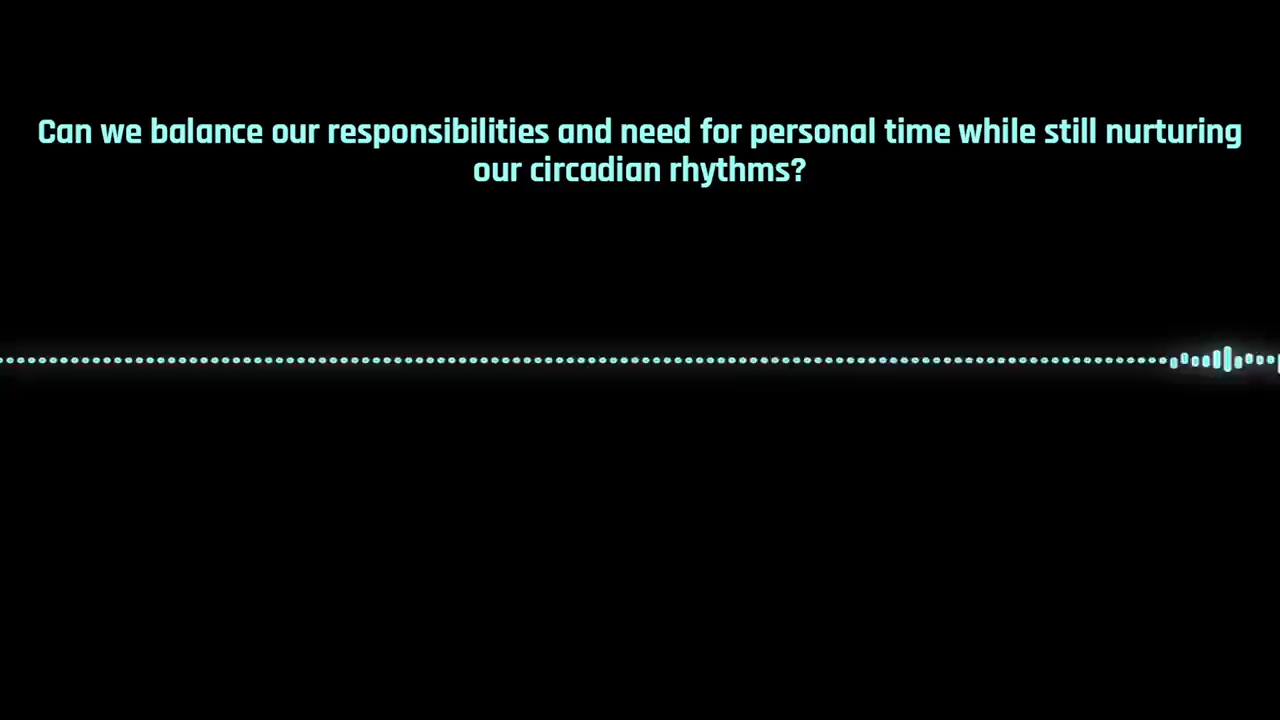 Can we balance our responsibilities and need for personal time while still nurturing
our circadian rhythms?